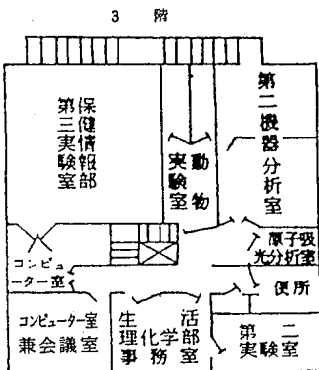 3 階
保健情報部
第三実験室
動物
実験室
第二機器分析室
原子吸
光分析室
コンピュ
ーター室
便所
コンピューター室
兼会議室
生活
理化学部
事務室
第二
実験室